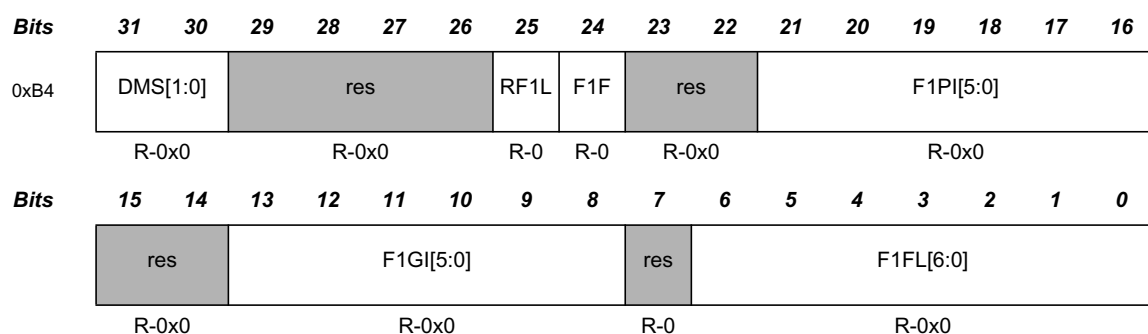 Bits 31 30 29 28 27 26 25 24 23 22 21 20 19 18 17 16
0xB4 DMS[1:0] res RF1L F1F res F1PI[5:0]
R-0x0 R-0x0 R-0 R-0 R-0x0 R-0x0
Bits 15 14 13 12 11 10 9 8 7 6 5 4 3 2 1 0
res F1GI[5:0] res F1FL[6:0]
R-0x0 R-0x0 R-0 R-0x0